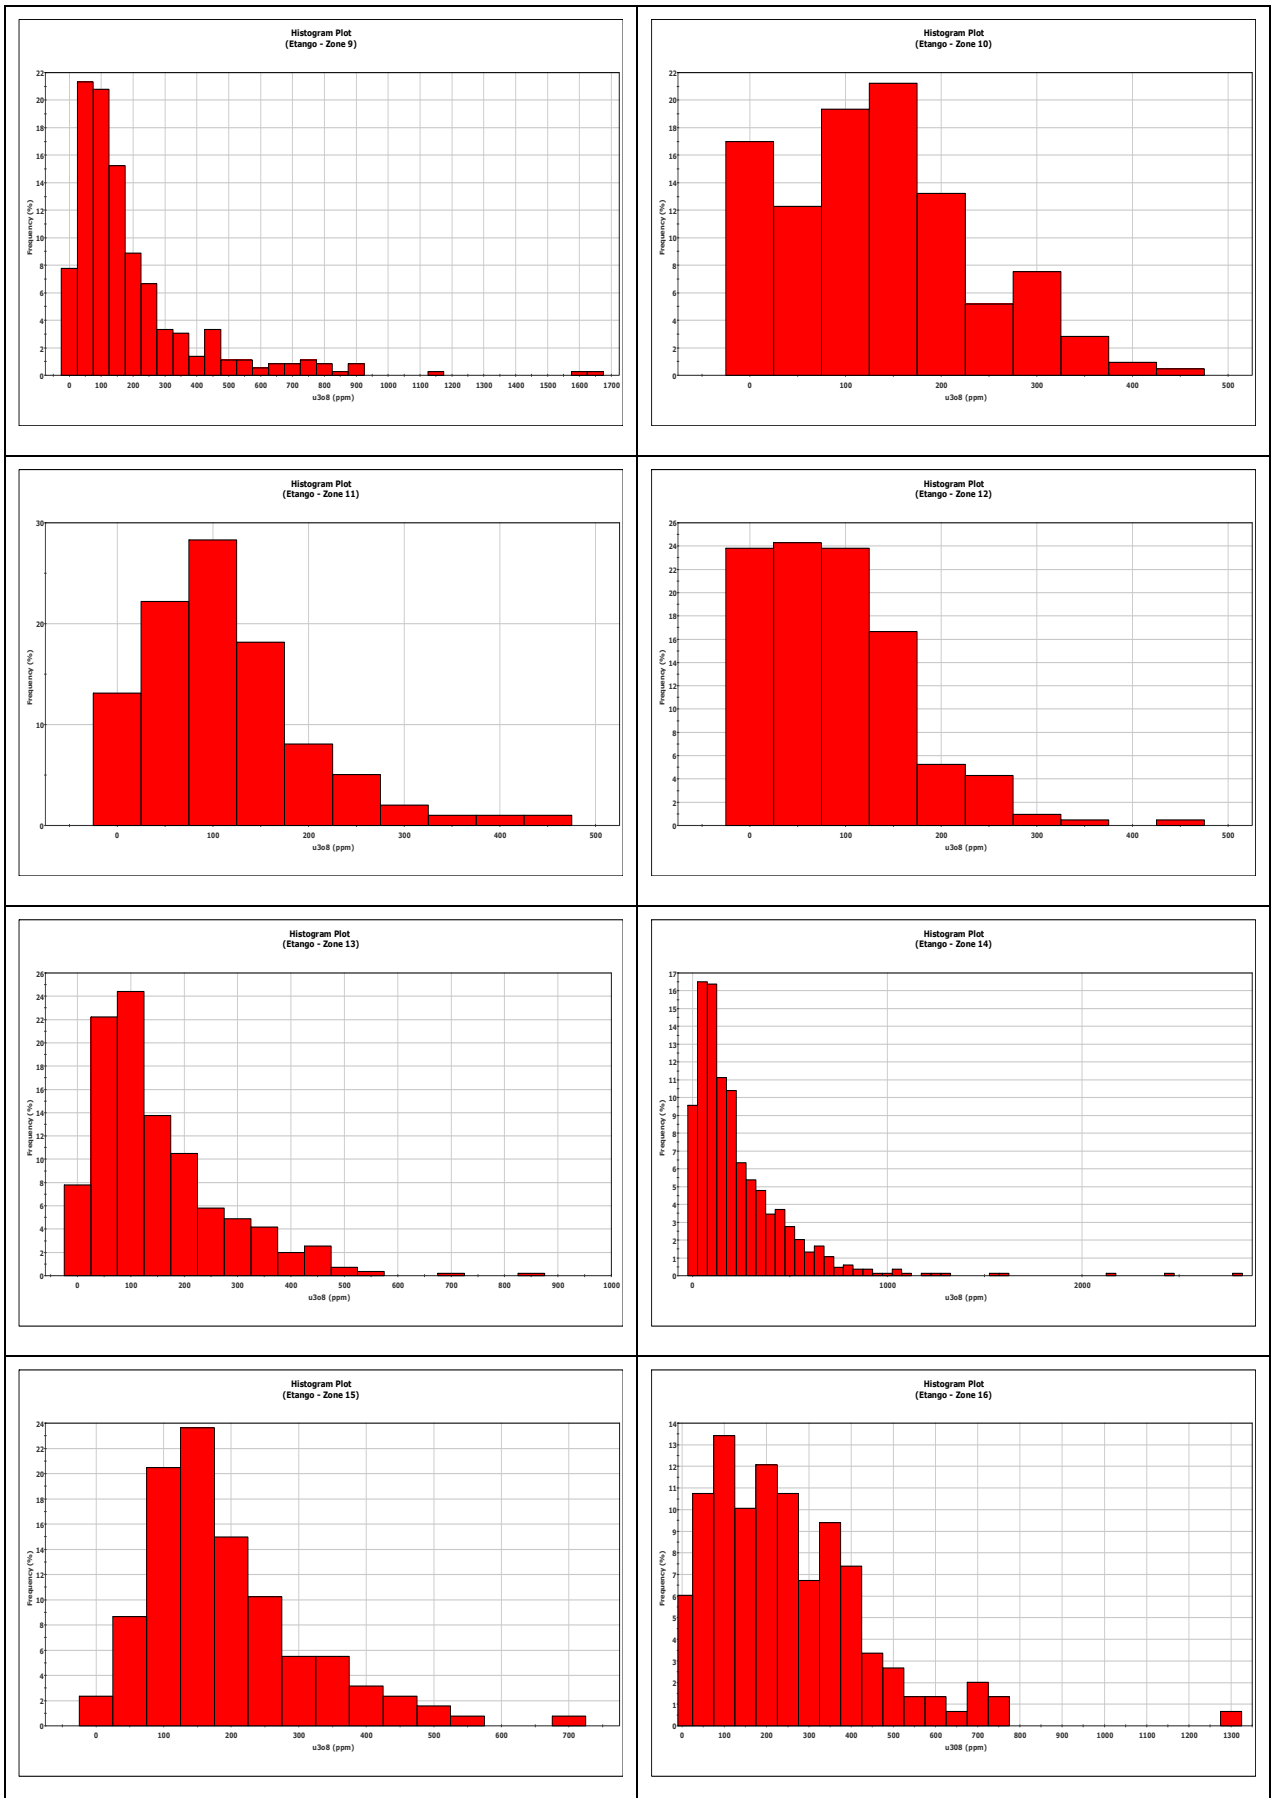 Histogram Plot
(Etango - Zone 9)
22
20
18
16
14
12
10
8
6
4
2
0
Frequency (%)
0 100 200 300 400 500 600 700 800 900 1000 1100 1200 1300 1400 1500 1600 1700
u3o8 (ppm)
Histogram Plot
(Etango - Zone 10)
22
20
18
16
14
12
10
8
6
4
2
0
Frequency (%)
0 100 200 300 400 500
u3o8 (ppm)
Histogram Plot
(Etango - Zone 11)
30
20
10
0
Frequency (%)
0 100 200 300 400 500
u3o8 (ppm)
Histogram Plot
(Etango - Zone 12)
26
24
22
20
18
16
14
12
10
8
6
4
2
0
Frequency (%)
0 100 200 300 400 500
u3o8 (ppm)
Histogram Plot
(Etango - Zone 13)
26
24
22
20
18
16
14
12
10
8
6
4
2
0
Frequency (%)
0 100 200 300 400 500 600 700 800 900 1000
u3o8 (ppm)
Histogram Plot
(Etango - Zone 14)
17
16
15
14
13
12
11
10
9
8
7
6
5
4
3
2
1
0
Frequency (%)
0 1000 2000
u3o8 (ppm)
Histogram Plot
(Etango - Zone 15)
24
22
20
18
16
14
12
10
8
6
4
2
0
Frequency (%)
0 100 200 300 400 500 600 700
u3o8 (ppm)
Histogram Plot
(Etango - Zone 16)
14
13
12
11
10
9
8
7
6
5
4
3
2
1
0
Frequency (%)
0 100 200 300 400 500 600 700 800 900 1000 1100 1200 1300
u308 (ppm)